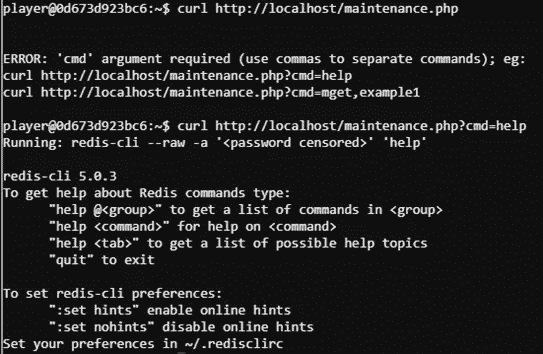 player@0d673d923bc6:~$ curl http://localhost/maintenance.php
ERROR: 'cmd' argument required (use commas to separate commands); eg:
curl http://localhost/maintenance.php?cmd=help
curl http://localhost/maintenance.php?cmd=mget,example1
player@0d673d923bc6:~$ curl http://localhost/maintenance.php?cmd=help
Running: redis-cli --raw -a '<password censored>' 'help'
redis-cli 5.0.3
To get help about Redis commands type:
"help @<group>" to get a list of commands in <group>
"help <command>" for help on <command>
"help <tab>" to get a list of possible help topics
"quit" to exit
To set redis-cli preferences:
":set hints" enable online hints
":set nohints" disable online hints
Set your preferences in ~/.redisclirc